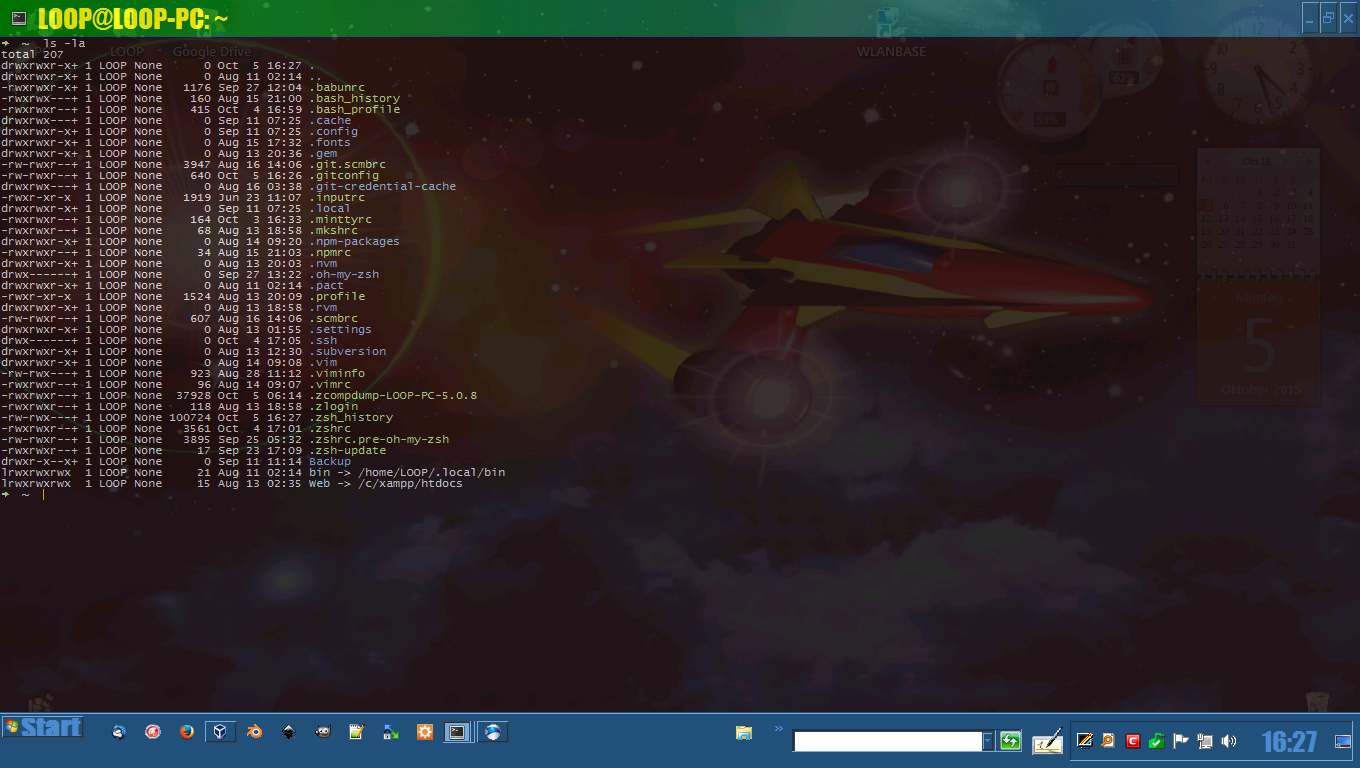 LOOP@LOOP-PC: ~
LOOP Google Drive WLANBASE
➜ ~ ls -la
total 207
drwxrwxr-x+ 1 LOOP None 0 Oct 5 16:27 .
drwxrwxr-x+ 1 LOOP None 0 Aug 11 02:14 ..
-rwxrwxr-x+ 1 LOOP None 1176 Sep 27 12:04 .babunrc
-rwxrwx---+ 1 LOOP None 160 Aug 15 21:00 .bash_history
-rwxrwxr-x+ 1 LOOP None 415 Oct 4 16:59 .bash_profile
drwxrwx---+ 1 LOOP None 0 Sep 11 07:25 .cache
drwxrwxr-x+ 1 LOOP None 0 Sep 11 07:25 .config
drwxrwxr-x+ 1 LOOP None 0 Aug 15 17:32 .fonts
drwxrwxr-x+ 1 LOOP None 0 Aug 13 20:36 .gem
-rw-rwxr--+ 1 LOOP None 3947 Aug 16 14:06 .git.scmbrc
-rw-rwxr--+ 1 LOOP None 640 Oct 5 16:26 .gitconfig
drwxrwx---+ 1 LOOP None 0 Aug 16 03:38 .git-credential-cache
-rwxr-xr-x 1 LOOP None 1919 Jun 23 11:07 .inputrc
drwxrwxr-x+ 1 LOOP None 0 Sep 11 07:25 .local
-rwxrwxr--+ 1 LOOP None 164 Oct 3 16:33 .minttyrc
-rwxrwxr--+ 1 LOOP None 68 Aug 13 18:58 .mkshrc
drwxrwxr-x+ 1 LOOP None 0 Aug 14 09:20 .npm-packages
-rwxrwxr--+ 1 LOOP None 34 Aug 15 21:03 .npmrc
drwxrwxr-x+ 1 LOOP None 0 Aug 13 20:03 .nvm
drwx------+ 1 LOOP None 0 Sep 27 13:22 .oh-my-zsh
drwxrwxr-x+ 1 LOOP None 0 Aug 11 02:14 .pact
-rwxr-xr-x 1 LOOP None 1524 Aug 13 20:09 .profile
drwxrwxr-x+ 1 LOOP None 0 Aug 13 18:58 .rvm
-rw-rwxr--+ 1 LOOP None 607 Aug 16 14:06 .scmbrc
drwxrwxr-x+ 1 LOOP None 0 Aug 13 01:55 .settings
drwx------+ 1 LOOP None 0 Oct 4 17:05 .ssh
drwxrwxr-x+ 1 LOOP None 0 Aug 13 12:30 .subversion
drwxrwxr-x+ 1 LOOP None 0 Aug 14 09:08 .vim
-rwxrwx---+ 1 LOOP None 923 Aug 28 11:12 .viminfo
-rwxrwxr--+ 1 LOOP None 96 Aug 14 09:07 .vimrc
-rwxrwxr--+ 1 LOOP None 37928 Oct 5 06:14 .zcompdump-LOOP-PC-5.0.8
-rwxrwxr--+ 1 LOOP None 118 Aug 13 18:58 .zlogin
-rwxrwx---+ 1 LOOP None 100724 Oct 5 16:27 .zsh_history
-rwxrwxr--+ 1 LOOP None 3561 Oct 4 17:01 .zshrc
-rw-rwxr--+ 1 LOOP None 3895 Sep 25 05:32 .zshrc.pre-oh-my-zsh
-rw-rwxr--+ 1 LOOP None 17 Sep 23 17:09 .zsh-update
drwxr-x--x+ 1 LOOP None 0 Sep 11 11:14 Backup
lrwxrwxrwx 1 LOOP None 21 Aug 11 02:14 bin -> /home/LOOP/.local/bin
lrwxrwxrwx 1 LOOP None 15 Aug 13 02:35 Web -> /c/xampp/htdocs
➜ ~
53%
Okt 15
Montag
5
Oktober 2015
Start
16:27